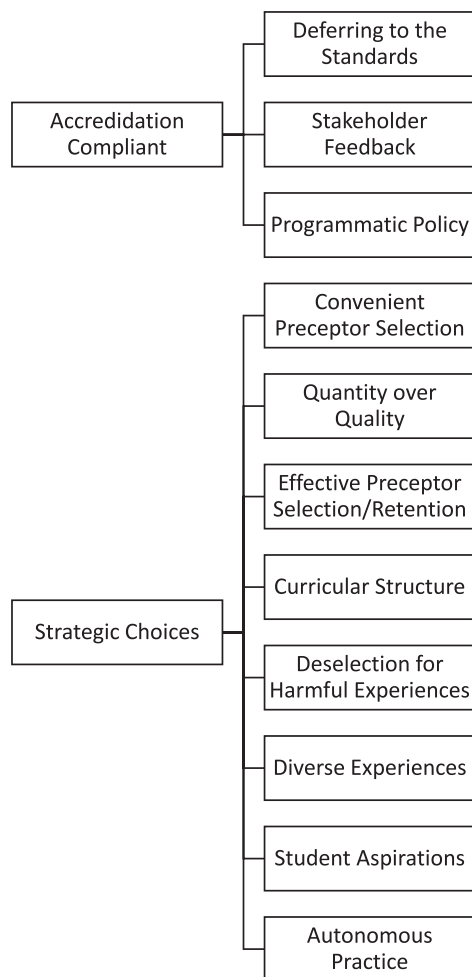 Deferring to the
Standards
Accredidation
Compliant
Stakeholder
Feedback
Programmatic Policy
Convenient
Preceptor Selection
Quantity over
Quality
Effective Preceptor
Selection/Retention
Curricular Structure
Strategic Choices
Deselection for
Harmful Experiences
Diverse Experiences
Student Aspirations
Autonomous
Practice